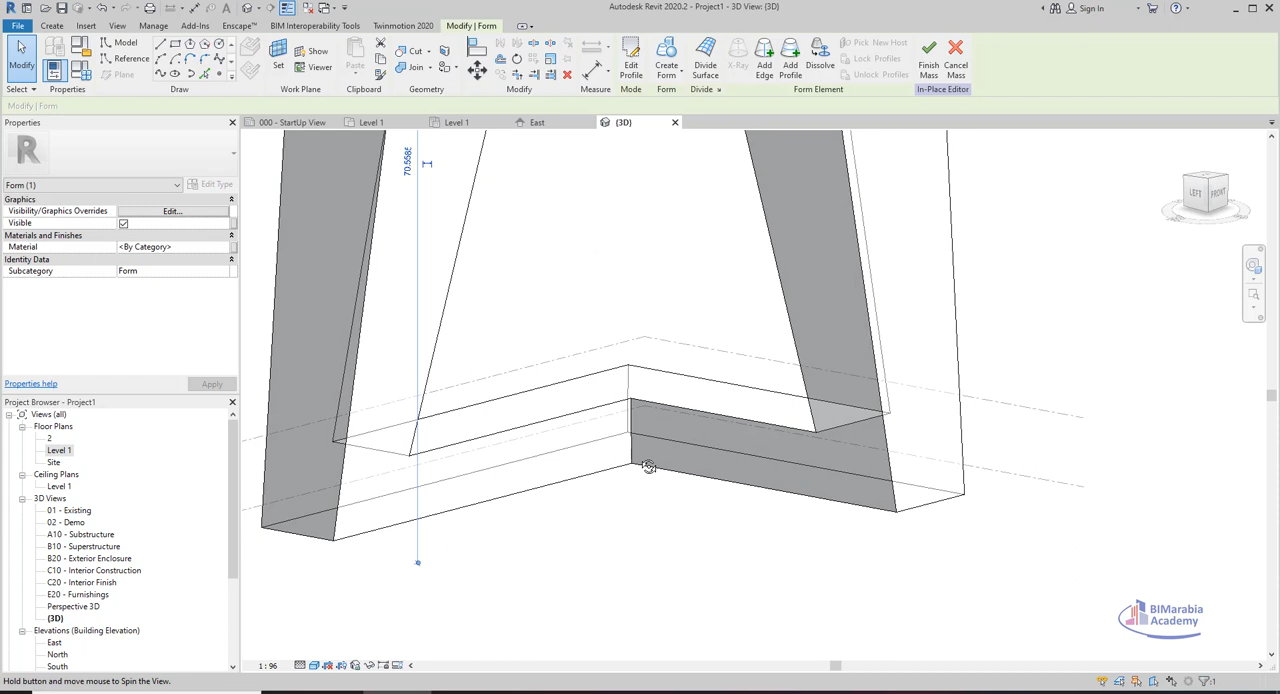 Autodesk Revit 2020.2 - Project1 - 3D View: {3D}
Sign In
File Create Insert View Manage Add-Ins Enscape™ BIM Interoperability Tools Twinmotion 2020 Modify | Form
Modify
Model
Reference
Plane
Set
Show
Viewer
Paste
Cut
Join
Edit Profile
Create Form
Divide Surface
X-Ray
Add Edge
Add Profile
Dissolve
Pick New Host
Lock Profiles
Unlock Profiles
Finish Mass
Cancel Mass
Select Properties Draw Work Plane Clipboard Geometry Modify Measure Mode Form Divide Form Element In-Place Editor
Modify | Form
Properties
000 - StartUp View Level 1 Level 1 East {3D}
Form (1) Edit Type
Graphics
Visibility/Graphics Overrides Edit...
Visible
Materials and Finishes
Material <By Category>
Identity Data
Subcategory Form
Properties help Apply
Project Browser - Project1
Views (all)
Floor Plans
2
Level 1
Site
Ceiling Plans
Level 1
3D Views
01 - Existing
02 - Demo
A10 - Substructure
B10 - Superstructure
B20 - Exterior Enclosure
C10 - Interior Construction
C20 - Interior Finish
E20 - Furnishings
Perspective 3D
{3D}
Elevations (Building Elevation)
East
North
South
70.5585
LEFT FRONT
BIMarabia
Academy
1 : 96
Hold button and move mouse to Spin the View.
:1